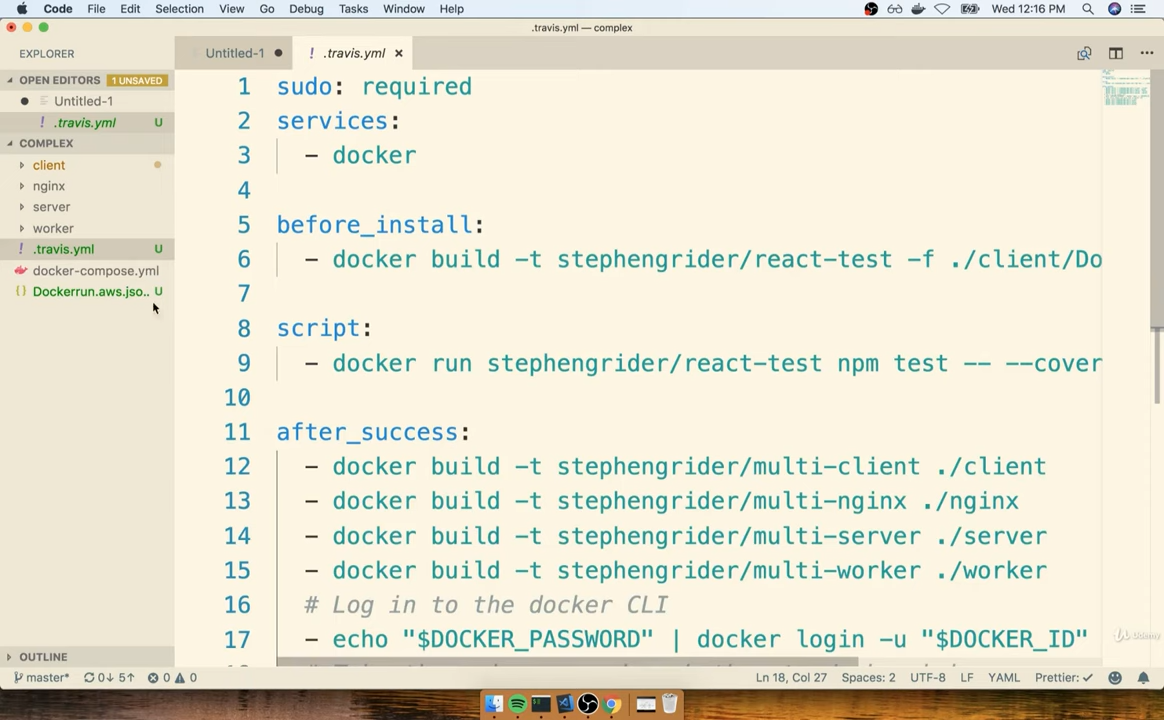 Code File Edit Selection View Go Debug Tasks Window Help Wed 12:16 PM
.travis.yml — complex
EXPLORER
Untitled-1
! .travis.yml ×
OPEN EDITORS 1 UNSAVED
Untitled-1
! .travis.yml U
COMPLEX
client
nginx
server
worker
! .travis.yml U
docker-compose.yml
{} Dockerrun.aws.jso.. U
OUTLINE
1 sudo: required
2 services:
3 - docker
4
5 before_install:
6 - docker build -t stephengrider/react-test -f ./client/Do
7
8 script:
9 - docker run stephengrider/react-test npm test -- --cover
10
11 after_success:
12 - docker build -t stephengrider/multi-client ./client
13 - docker build -t stephengrider/multi-nginx ./nginx
14 - docker build -t stephengrider/multi-server ./server
15 - docker build -t stephengrider/multi-worker ./worker
16 # Log in to the docker CLI
17 - echo "$DOCKER_PASSWORD" | docker login -u "$DOCKER_ID"
Udemy
master* 0↓ 5↑ 0 0 Ln 18, Col 27 Spaces: 2 UTF-8 LF YAML Prettier: ✓